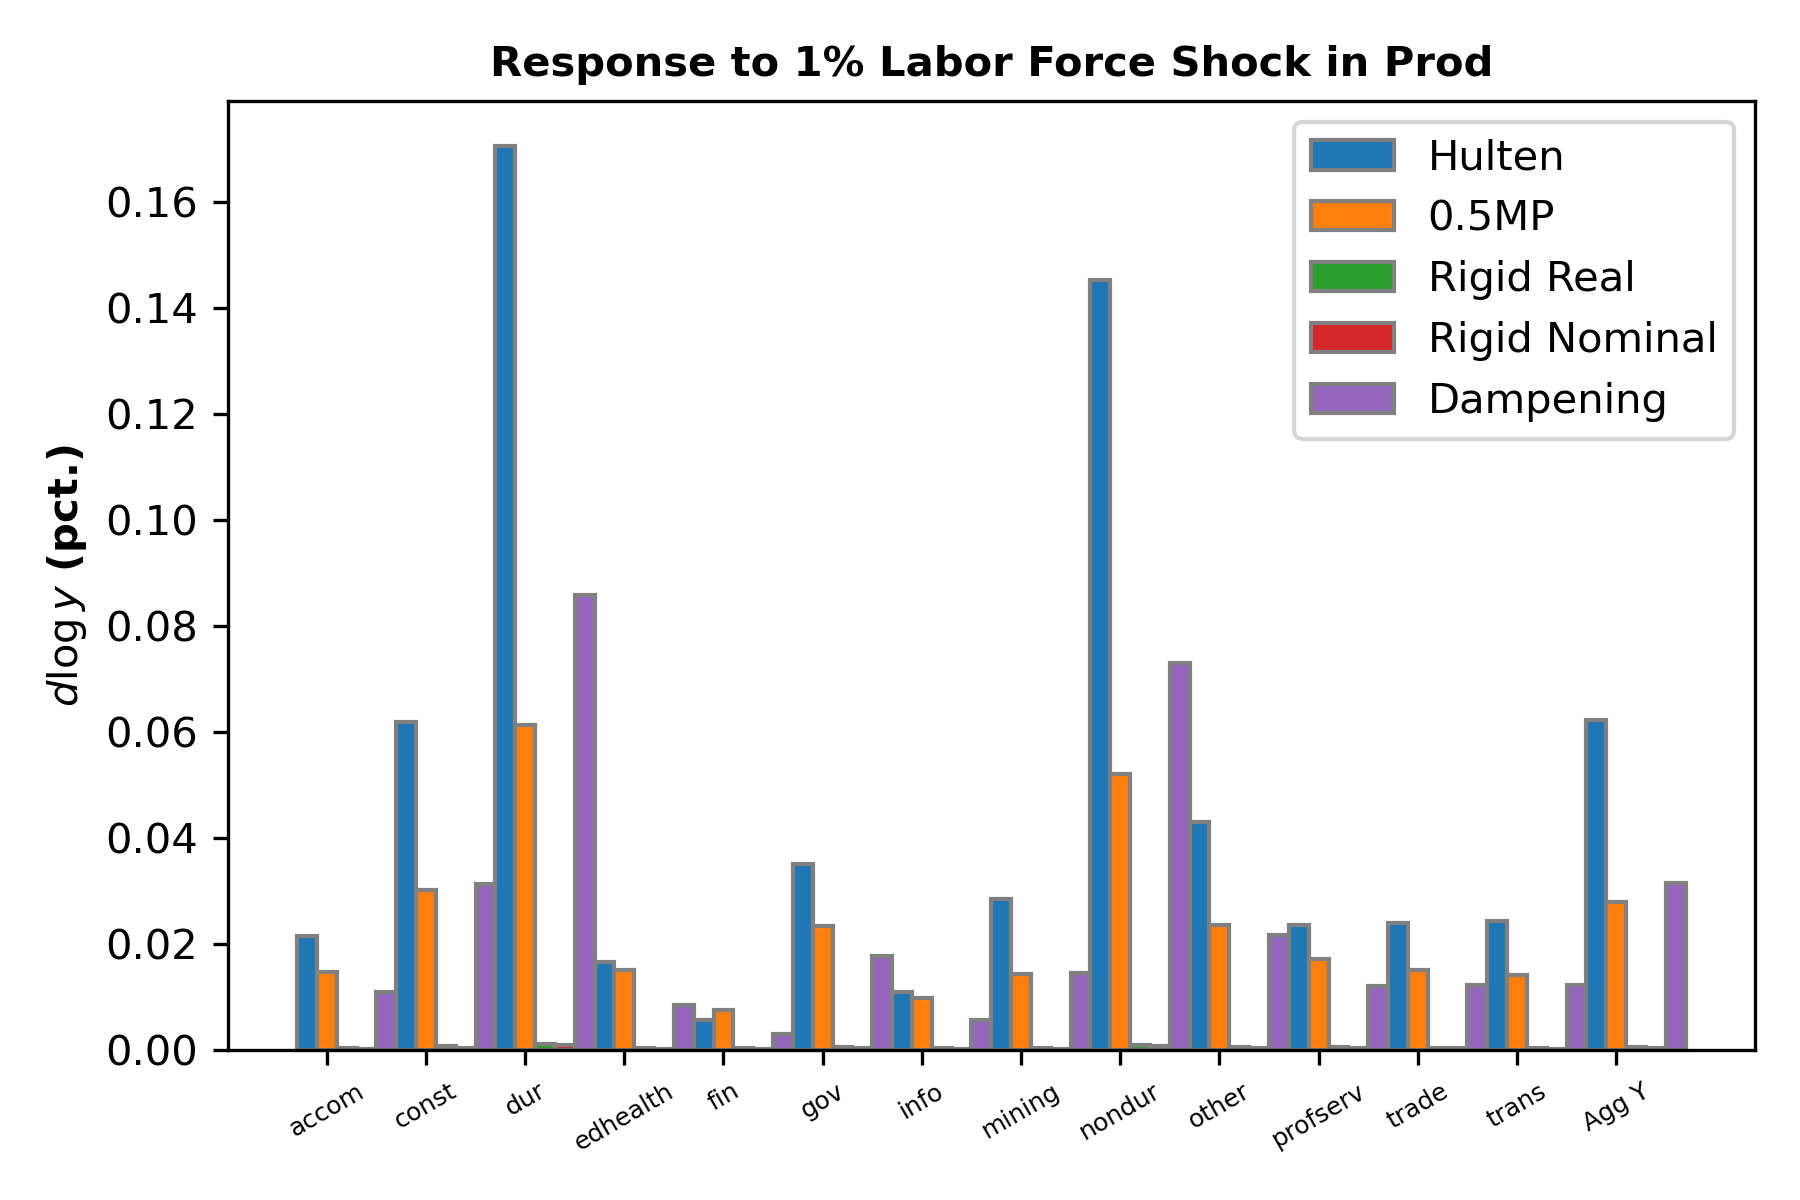 Response to 1% Labor Force Shock in Prod
Hulten
0.5MP
Rigid Real
Rigid Nominal
Dampening
dlog y (pct.)
0.16
0.14
0.12
0.10
0.08
0.06
0.04
0.02
0.00
accom
const
dur
edhealth
fin
gov
info
mining
nondur
other
profserv
trade
trans
Agg Y